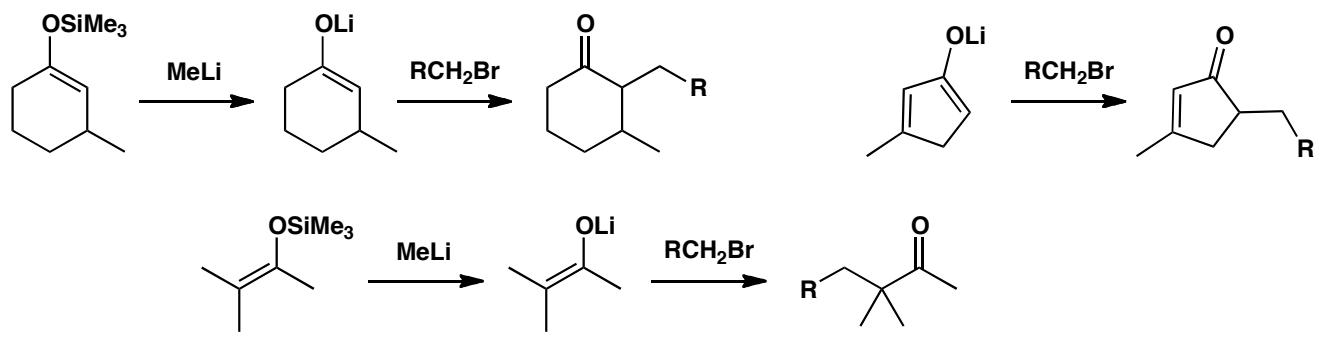 OSiMe3
MeLi
OLi
RCH2Br
O
R
OLi
RCH2Br
O
R
OSiMe3
MeLi
OLi
RCH2Br
R
O